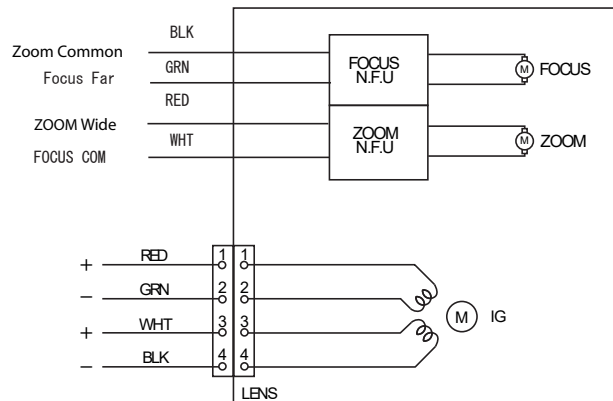 BLK
Zoom Common
GRN
Focus Far
RED
ZOOM Wide
WHT
FOCUS COM
FOCUS
N.F.U
M FOCUS
ZOOM
N.F.U
M ZOOM
+ RED 1 1
− GRN 2 2
+ WHT 3 3
− BLK 4 4
M IG
LENS